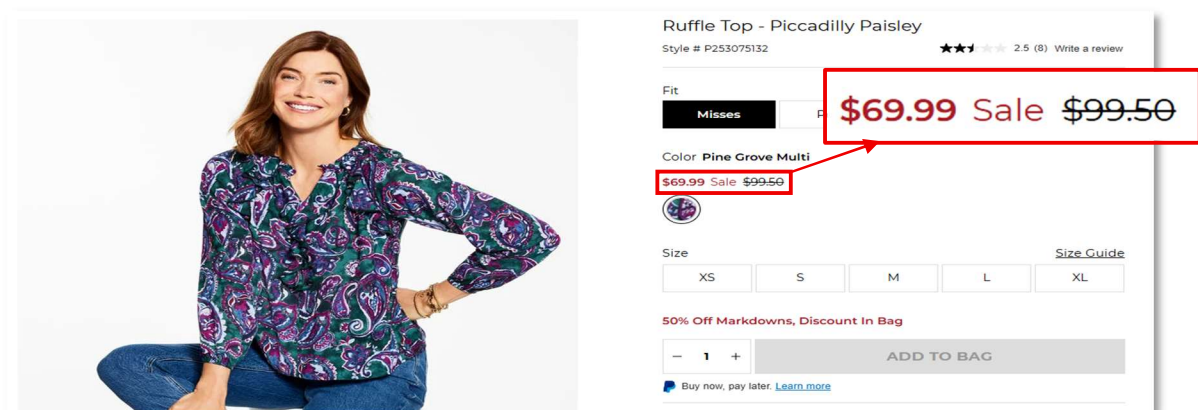 Ruffle Top - Piccadilly Paisley
Style # P253075132
2.5 (8) Write a review
Fit
Misses
P
$69.99 Sale $99.50
Color Pine Grove Multi
$69.99 Sale $99.50
Size
Size Guide
XS S M L XL
50% Off Markdowns, Discount In Bag
- 1 + ADD TO BAG
Buy now, pay later. Learn more